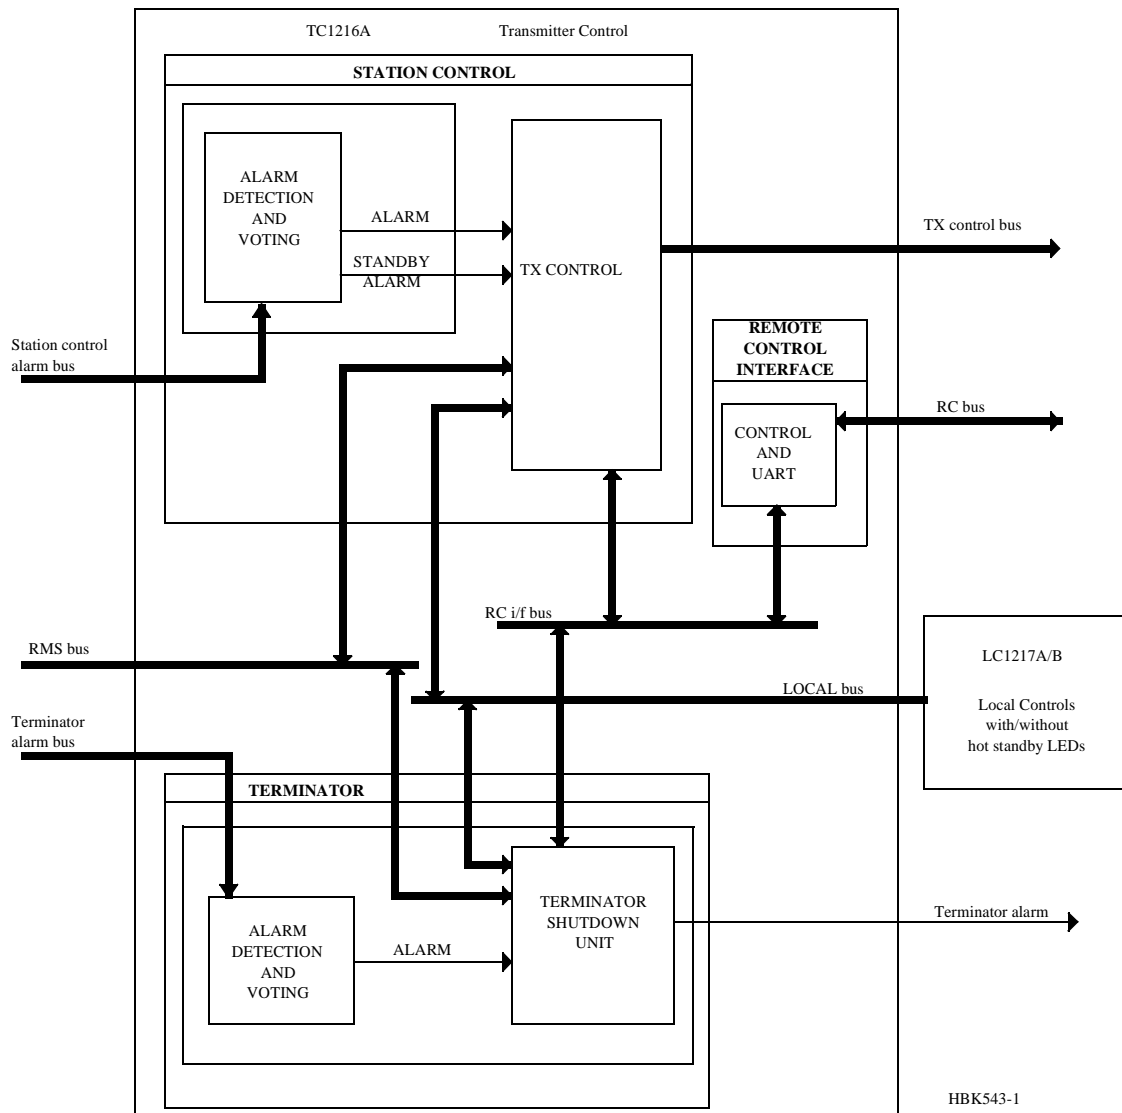 TC1216A Transmitter Control
STATION CONTROL
ALARM
DETECTION
AND
VOTING
ALARM
STANDBY
ALARM
TX CONTROL
TX control bus
Station control
alarm bus
REMOTE
CONTROL
INTERFACE
CONTROL
AND
UART
RC bus
RC i/f bus
RMS bus
LOCAL bus
LC1217A/B
Local Controls
with/without
hot standby LEDs
Terminator
alarm bus
TERMINATOR
ALARM
DETECTION
AND
VOTING
ALARM
TERMINATOR
SHUTDOWN
UNIT
Terminator alarm
HBK543-1